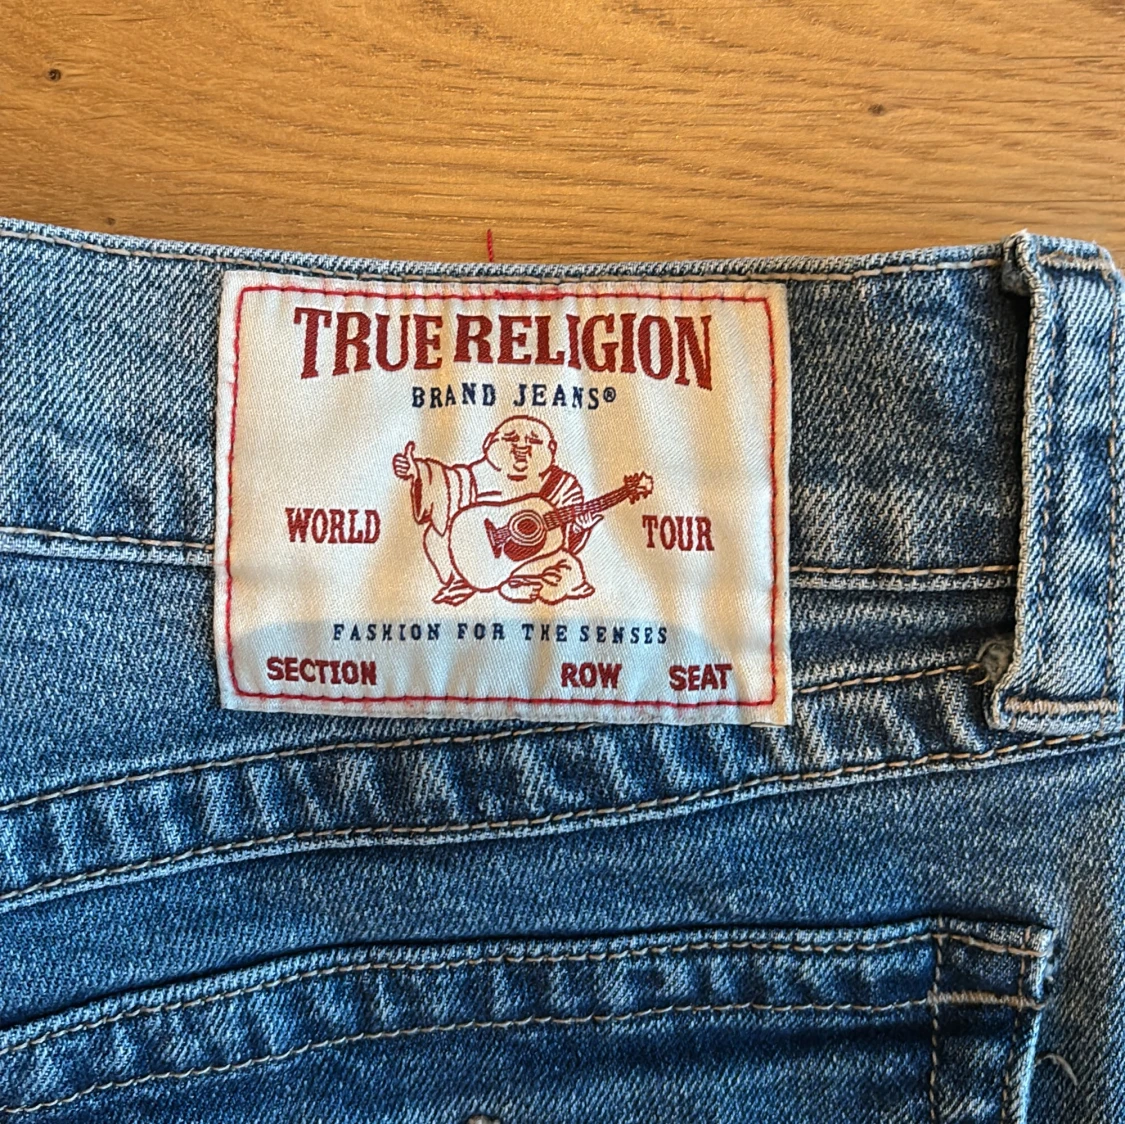 TRUE RELIGION
BRAND JEANS®
WORLD TOUR
FASHION FOR THE SENSES
SECTION ROW SEAT